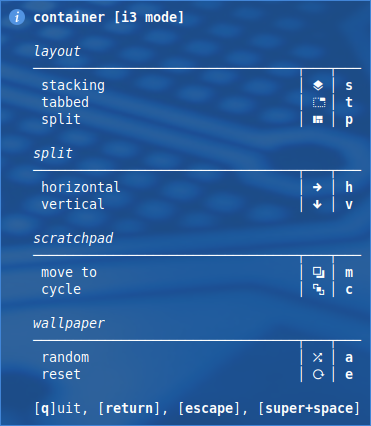 container [i3 mode]
layout
stacking | | s
tabbed | | t
split | | p
split
horizontal | → | h
vertical | ↓ | v
scratchpad
move to | | m
cycle | | c
wallpaper
random | | a
reset | | e
[q]uit, [return], [escape], [super+space]